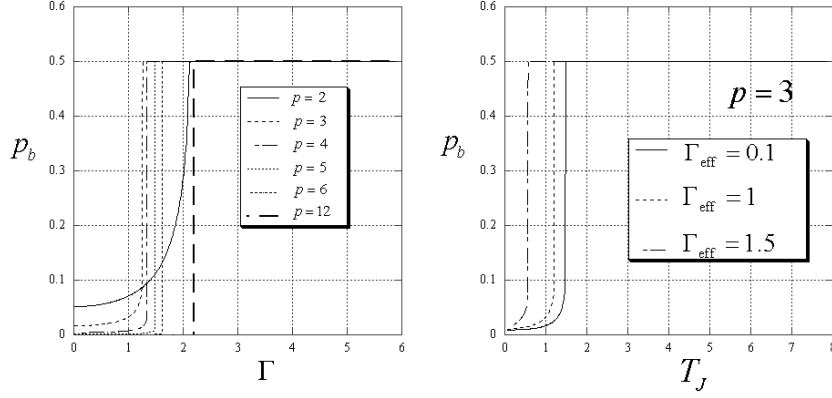 0.6
0.5
0.4
0.3
0.2
0.1
0
p_b
p = 2
p = 3
p = 4
p = 5
p = 6
p = 12
0 1 2 3 4 5 6
Γ
0.6
0.5
0.4
0.3
0.2
0.1
0
p_b
p = 3
Γ_eff = 0.1
Γ_eff = 1
Γ_eff = 1.5
0 1 2 3 4 5 6 7 8
T_J